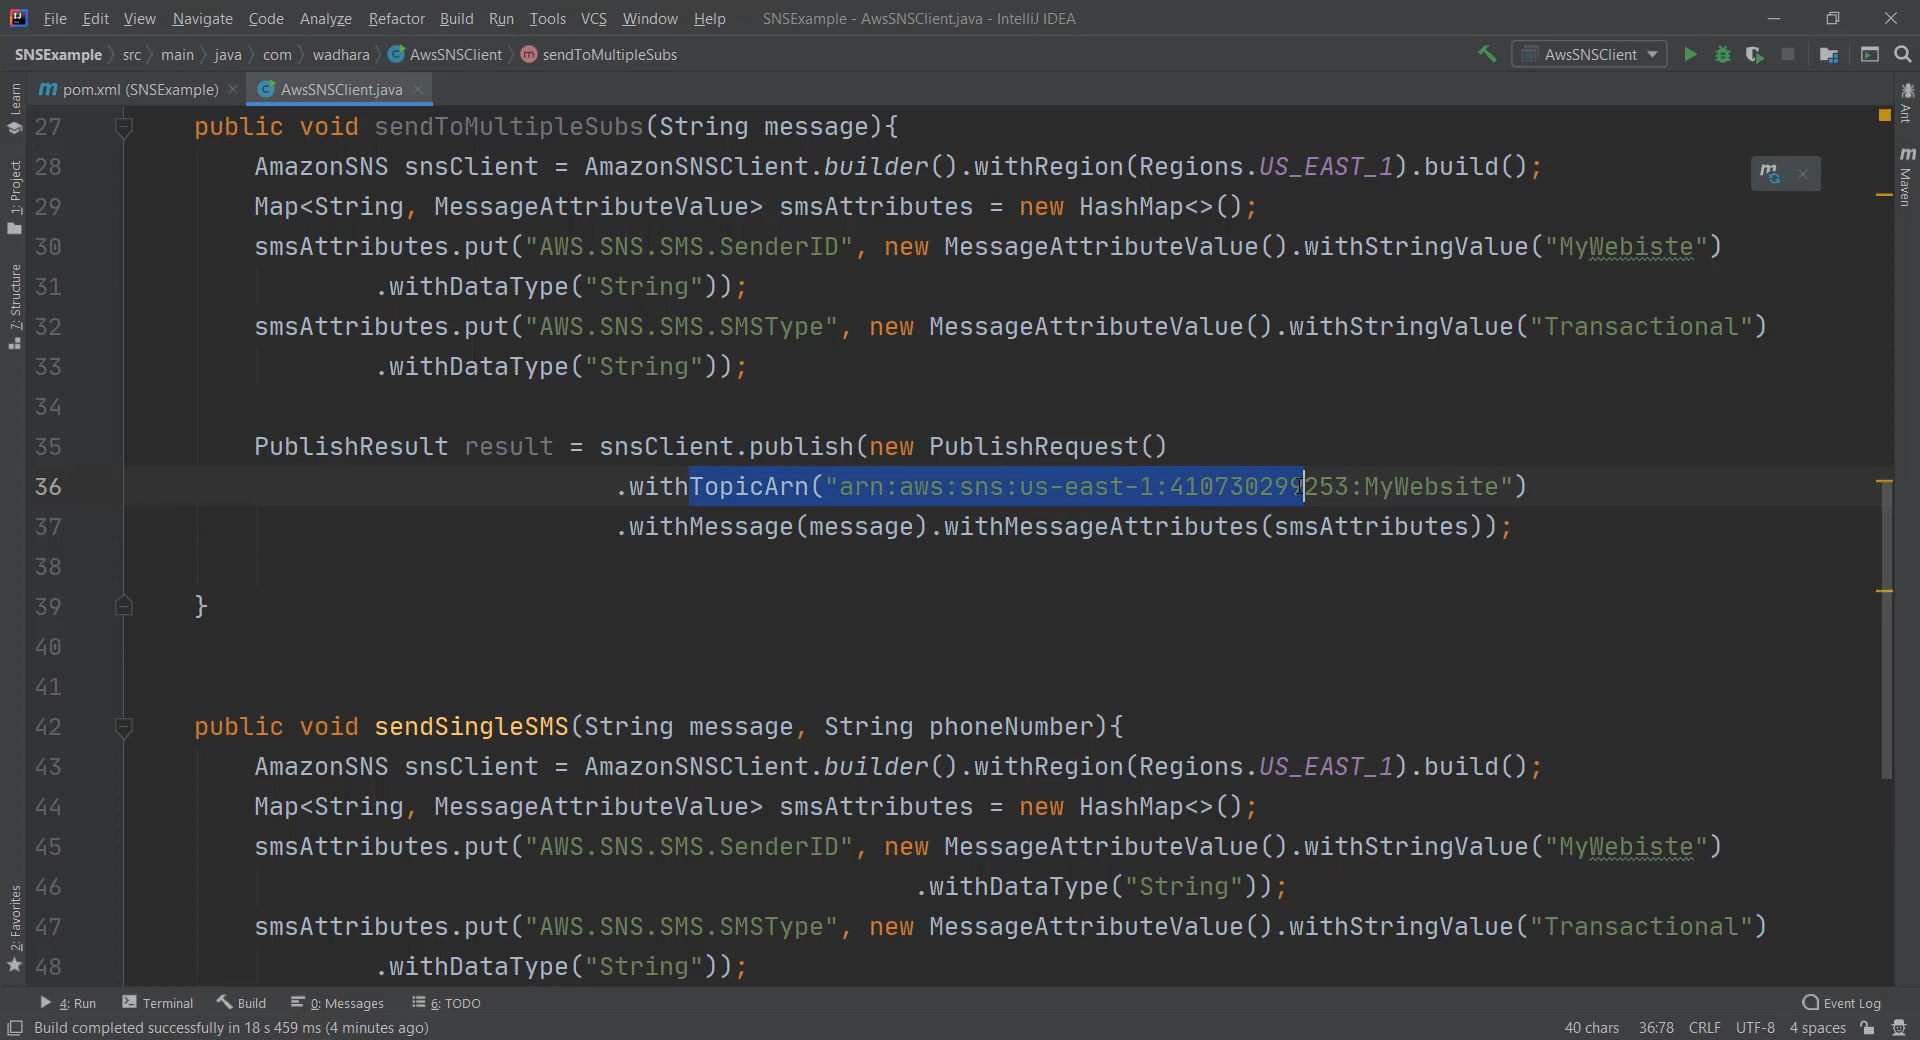 File Edit View Navigate Code Analyze Refactor Build Run Tools VCS Window Help SNSExample - AwsSNSClient.java - IntelliJ IDEA
SNSExample src main java com wadhara AwsSNSClient sendToMultipleSubs AwsSNSClient
pom.xml (SNSExample) AwsSNSClient.java
Learn
1: Project
7: Structure
2: Favorites
Ant
Maven
27 public void sendToMultipleSubs(String message){
28 AmazonSNS snsClient = AmazonSNSClient.builder().withRegion(Regions.US_EAST_1).build();
29 Map<String, MessageAttributeValue> smsAttributes = new HashMap<>();
30 smsAttributes.put("AWS.SNS.SMS.SenderID", new MessageAttributeValue().withStringValue("MyWebiste")
31 .withDataType("String"));
32 smsAttributes.put("AWS.SNS.SMS.SMSType", new MessageAttributeValue().withStringValue("Transactional")
33 .withDataType("String"));
34
35 PublishResult result = snsClient.publish(new PublishRequest()
36 .withTopicArn("arn:aws:sns:us-east-1:410730299253:MyWebsite")
37 .withMessage(message).withMessageAttributes(smsAttributes));
38
39 }
40
41
42 public void sendSingleSMS(String message, String phoneNumber){
43 AmazonSNS snsClient = AmazonSNSClient.builder().withRegion(Regions.US_EAST_1).build();
44 Map<String, MessageAttributeValue> smsAttributes = new HashMap<>();
45 smsAttributes.put("AWS.SNS.SMS.SenderID", new MessageAttributeValue().withStringValue("MyWebiste")
46 .withDataType("String"));
47 smsAttributes.put("AWS.SNS.SMS.SMSType", new MessageAttributeValue().withStringValue("Transactional")
48 .withDataType("String"));
4: Run Terminal Build 0: Messages 6: TODO Event Log
Build completed successfully in 18 s 459 ms (4 minutes ago) 40 chars 36:78 CRLF UTF-8 4 spaces